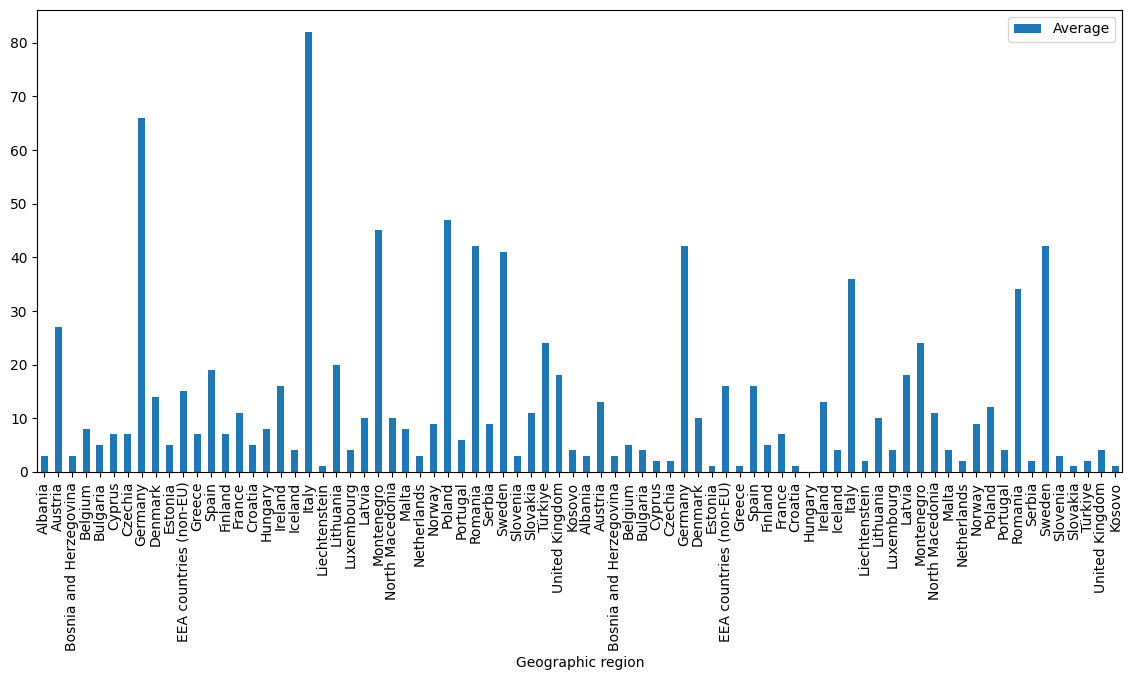 Average
80
70
60
50
40
30
20
10
0
Albania
Austria
Bosnia and Herzegovina
Belgium
Bulgaria
Cyprus
Czechia
Germany
Denmark
Estonia
EEA countries (non-EU)
Greece
Spain
Finland
France
Croatia
Hungary
Ireland
Iceland
Italy
Liechtenstein
Lithuania
Luxembourg
Latvia
Montenegro
North Macedonia
Malta
Netherlands
Norway
Poland
Portugal
Romania
Serbia
Sweden
Slovenia
Slovakia
Türkiye
United Kingdom
Kosovo
Albania
Austria
Bosnia and Herzegovina
Belgium
Bulgaria
Cyprus
Czechia
Germany
Denmark
Estonia
EEA countries (non-EU)
Greece
Spain
Finland
France
Croatia
Hungary
Ireland
Iceland
Italy
Liechtenstein
Lithuania
Luxembourg
Latvia
Montenegro
North Macedonia
Malta
Netherlands
Norway
Poland
Portugal
Romania
Serbia
Sweden
Slovenia
Slovakia
Türkiye
United Kingdom
Kosovo
Geographic region